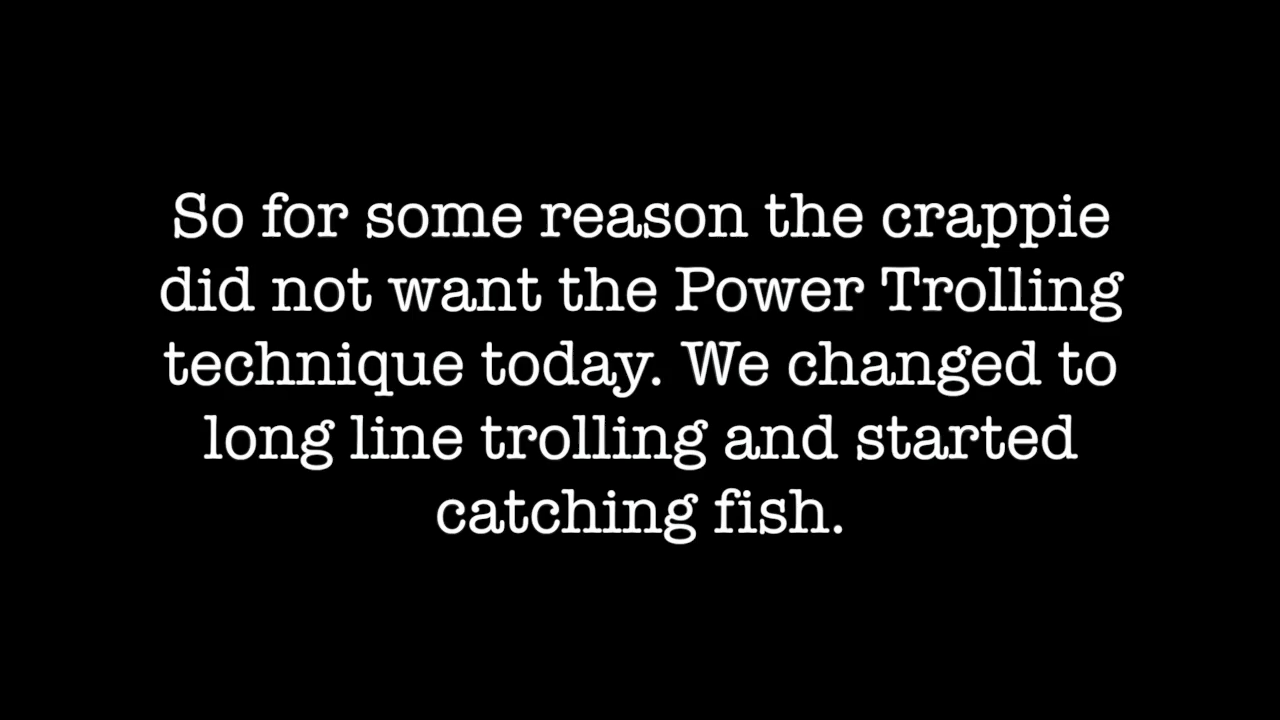 So for some reason the crappie
did not want the Power Trolling
technique today. We changed to
long line trolling and started
catching fish.